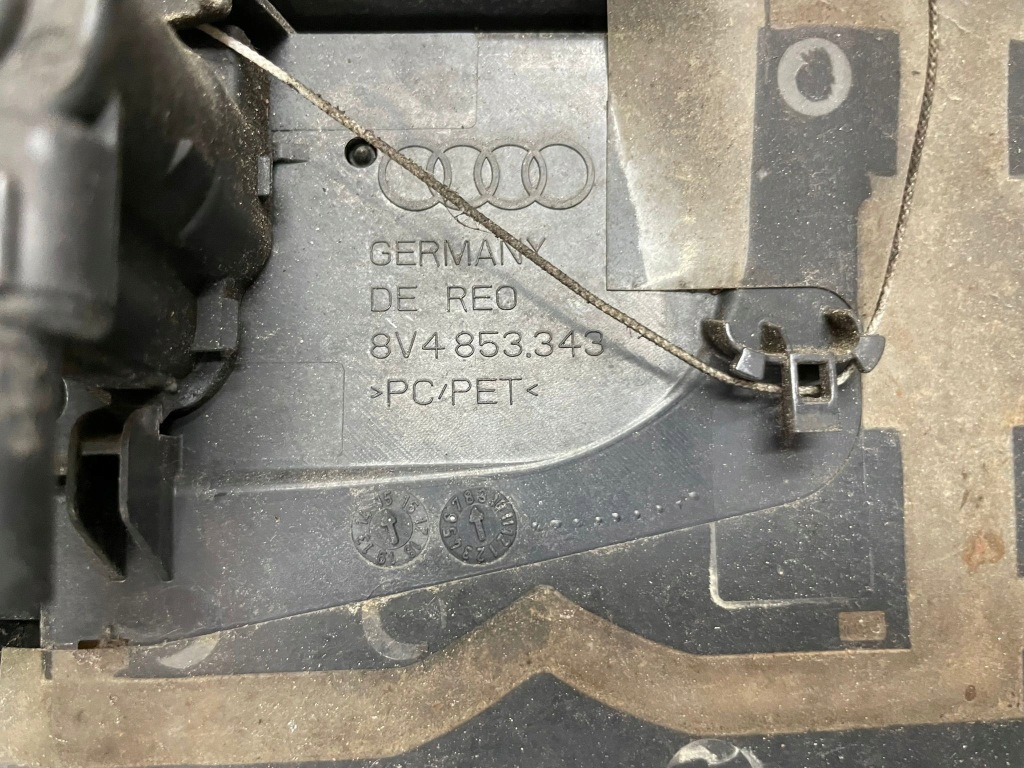 GERMANY
DE REO
8V4 853.343
>PC/PET<